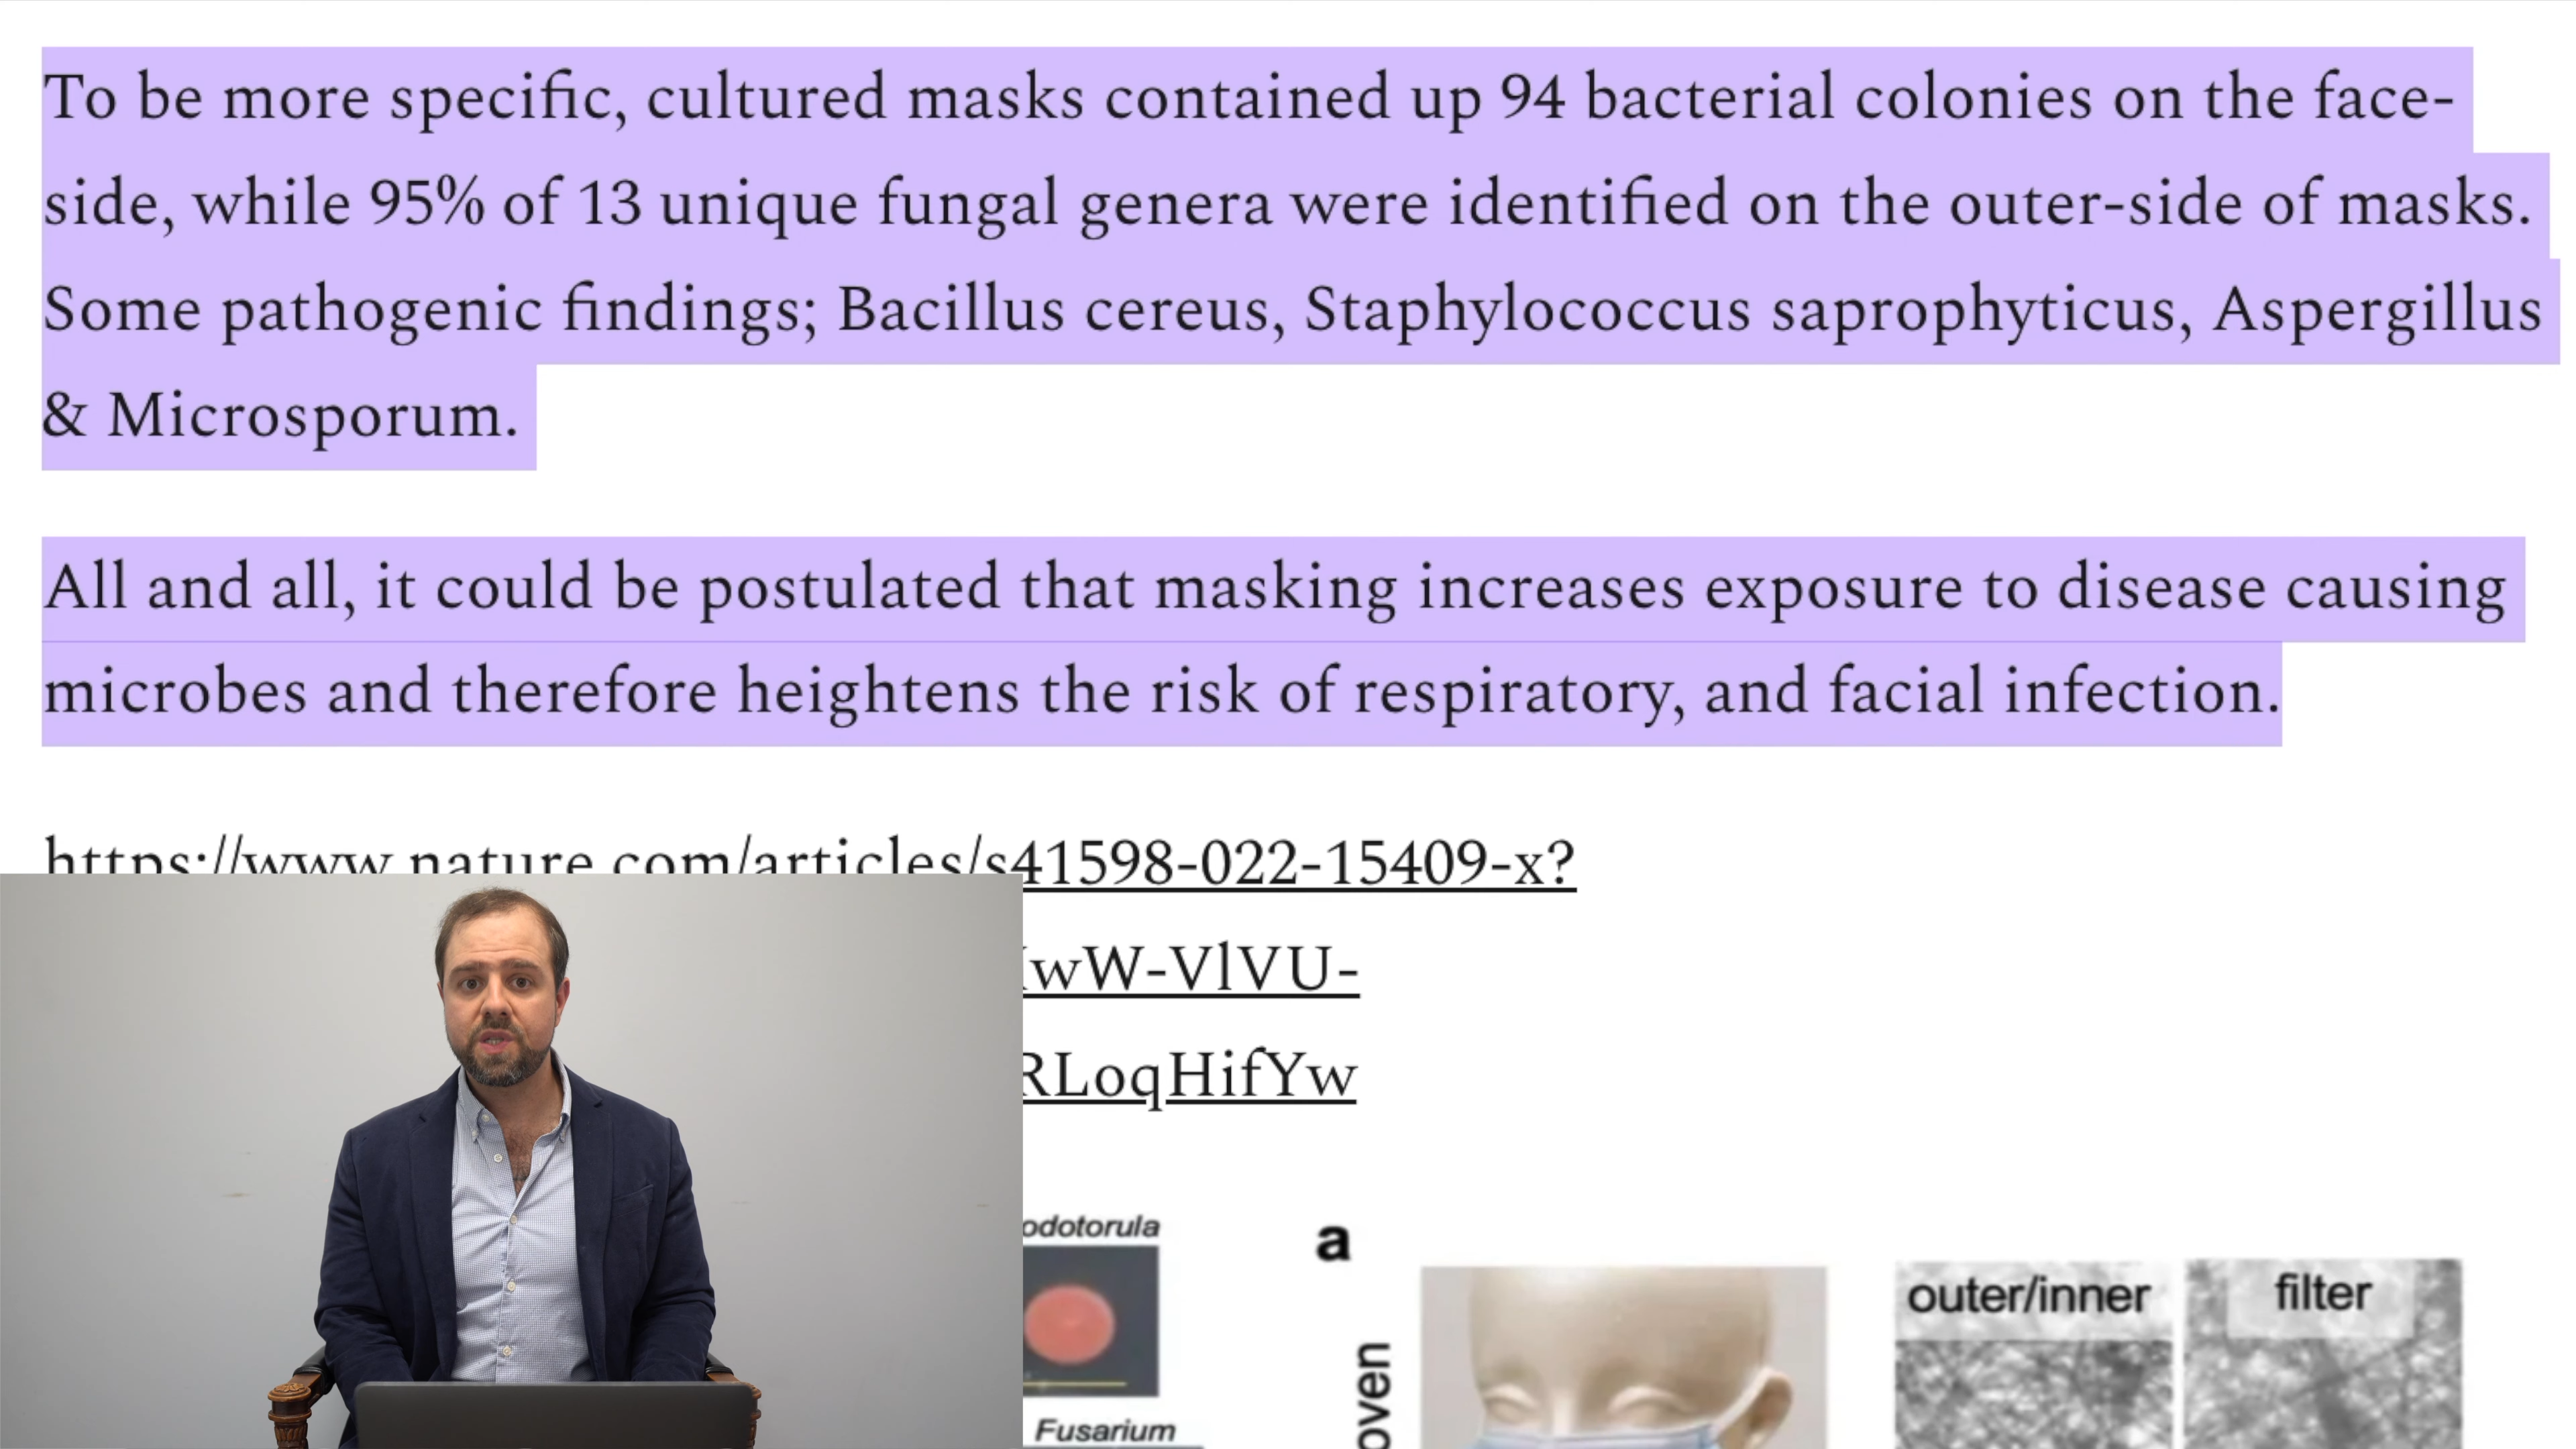 To be more specific, cultured masks contained up 94 bacterial colonies on the face-
side, while 95% of 13 unique fungal genera were identified on the outer-side of masks.
Some pathogenic findings; Bacillus cereus, Staphylococcus saprophyticus, Aspergillus
& Microsporum.
All and all, it could be postulated that masking increases exposure to disease causing
microbes and therefore heightens the risk of respiratory, and facial infection.
https://www.nature.com/articles/s41598-022-15409-x?
wW-VlVU-
RLoqHifYw
odotorula
a
outer/inner
filter
oven
Fusarium